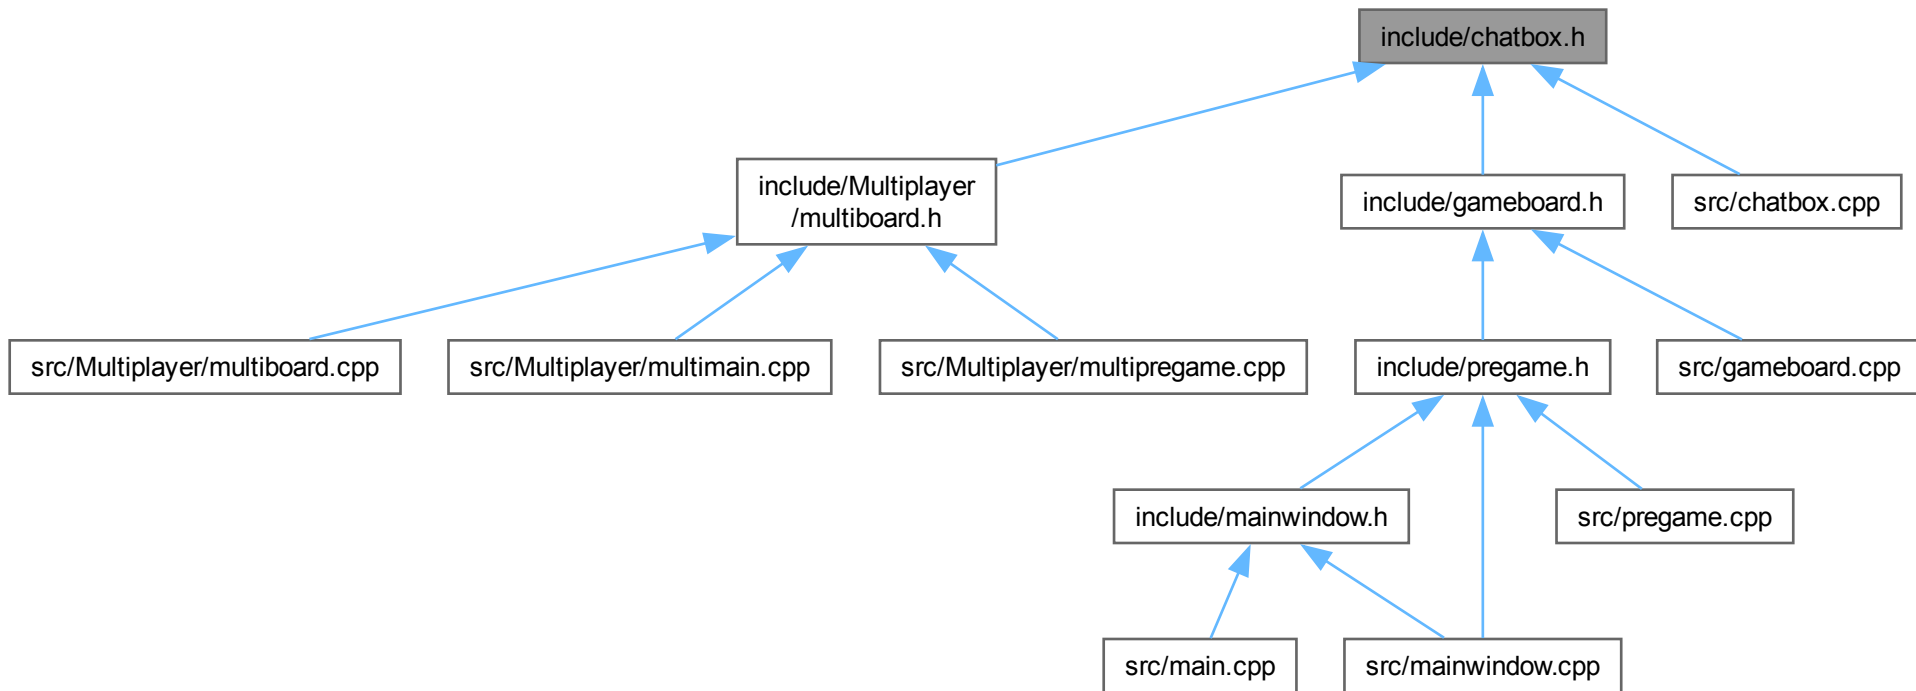 include/chatbox.h
include/Multiplayer
/multiboard.h
include/gameboard.h
src/chatbox.cpp
src/Multiplayer/multiboard.cpp
src/Multiplayer/multimain.cpp
src/Multiplayer/multipregame.cpp
include/pregame.h
src/gameboard.cpp
include/mainwindow.h
src/pregame.cpp
src/main.cpp
src/mainwindow.cpp